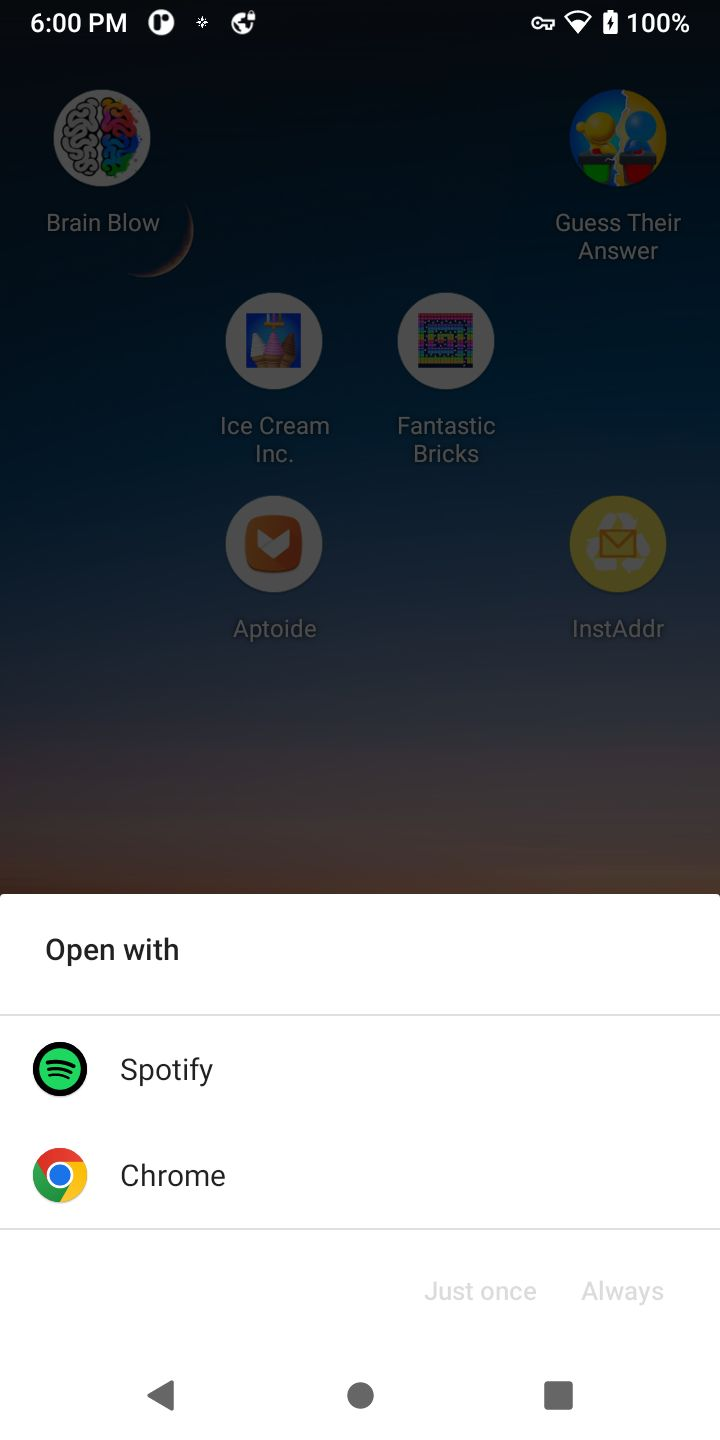 6:00 PM
100%
Brain Blow
Guess Their
Answer
Ice Cream
Inc.
Fantastic
Bricks
Aptoide
InstAddr
Open with
Spotify
Chrome
Just once
Always